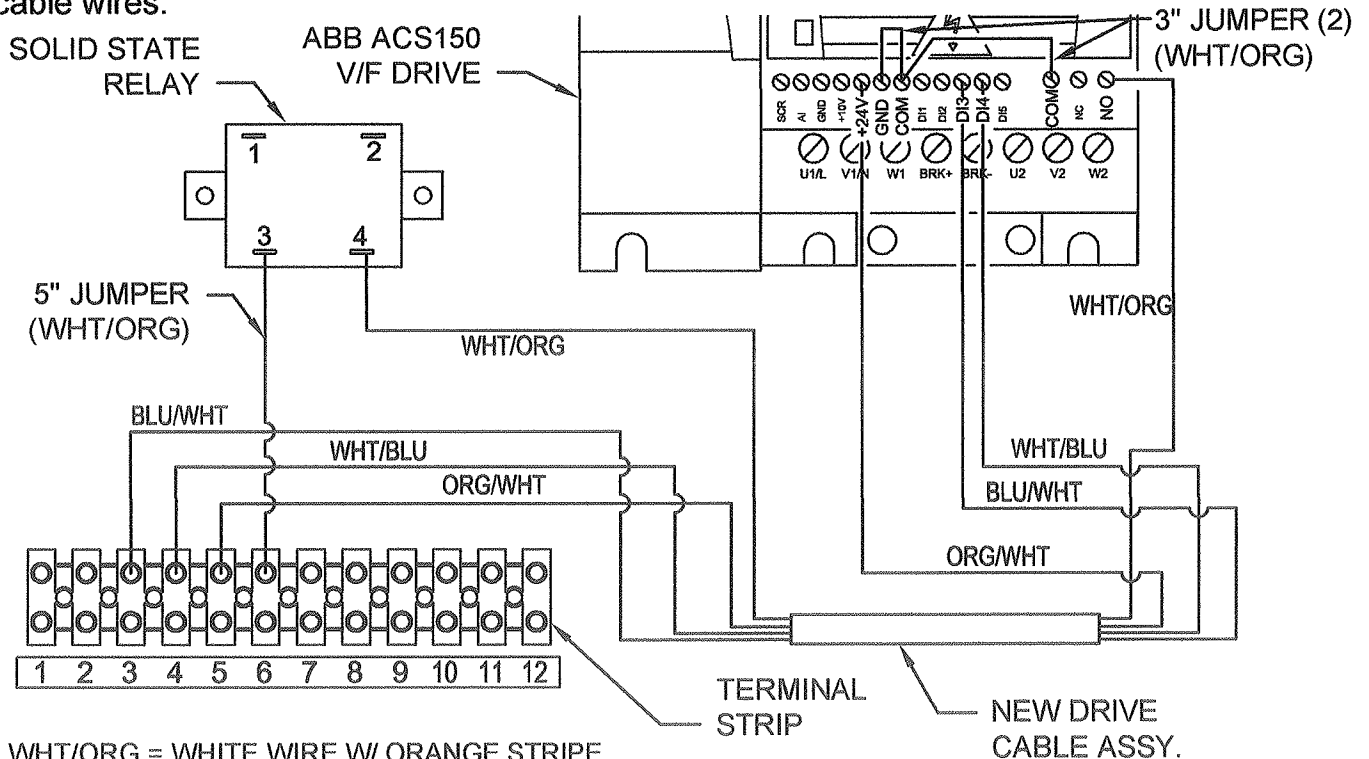 cable wires.
SOLID STATE
RELAY
ABB ACS150
V/F DRIVE
3" JUMPER (2)
(WHT/ORG)
SCR AI GND +10V +24V GND COM DI1 DI2 DI3 DI4 DI5 COM NC NO
U1/L V1/N W1 BRK+ BRK- U2 V2 W2
1 2
3 4
5" JUMPER
(WHT/ORG)
WHT/ORG
WHT/ORG
BLU/WHT
WHT/BLU
ORG/WHT
WHT/BLU
BLU/WHT
ORG/WHT
1 2 3 4 5 6 7 8 9 10 11 12
TERMINAL
STRIP
NEW DRIVE
CABLE ASSY.
WHT/ORG = WHITE WIRE W/ ORANGE STRIPE